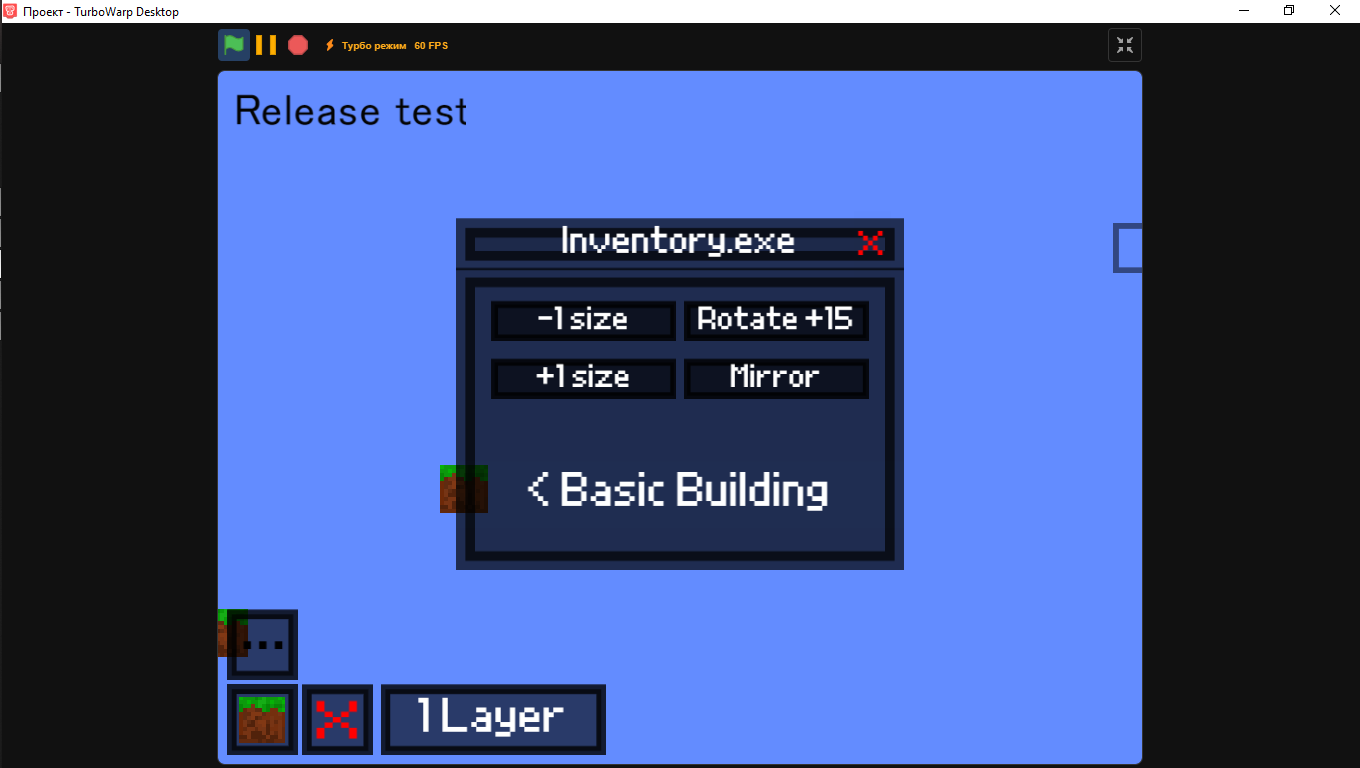 Проект - TurboWarp Desktop
Турбо режим 60 FPS
Release test
Inventory.exe
-1 size
Rotate +15
+1 size
Mirror
< Basic Building
...
1 Layer